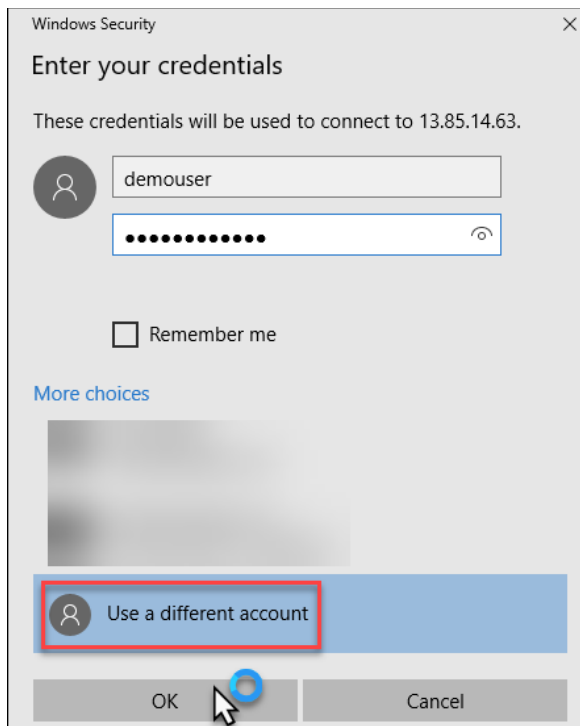 Windows Security
Enter your credentials
These credentials will be used to connect to 13.85.14.63.
demouser
●●●●●●●●●●●●
Remember me
More choices
Use a different account
OK
Cancel